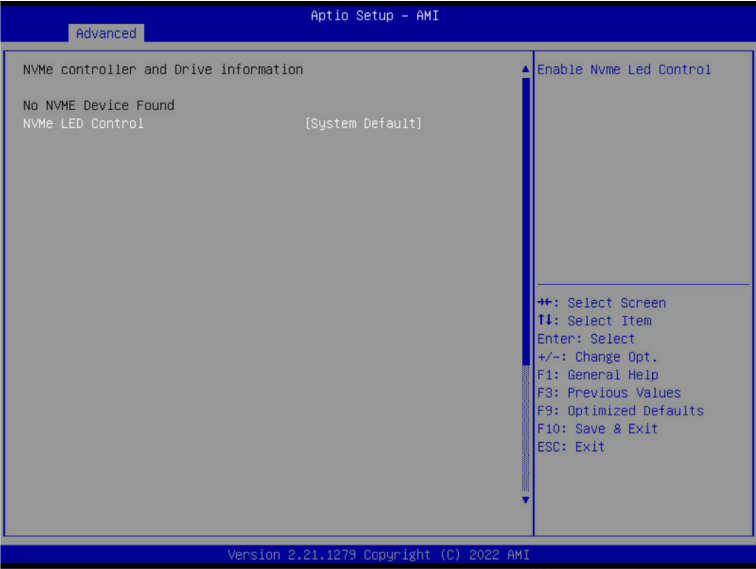 Aptio Setup – AMI
Advanced
NVMe controller and Drive information
No NVME Device Found
NVMe LED Control [System Default]
Enable Nvme Led Control
→←: Select Screen
↑↓: Select Item
Enter: Select
+/-: Change Opt.
F1: General Help
F3: Previous Values
F9: Optimized Defaults
F10: Save & Exit
ESC: Exit
Version 2.21.1279 Copyright (C) 2022 AMI